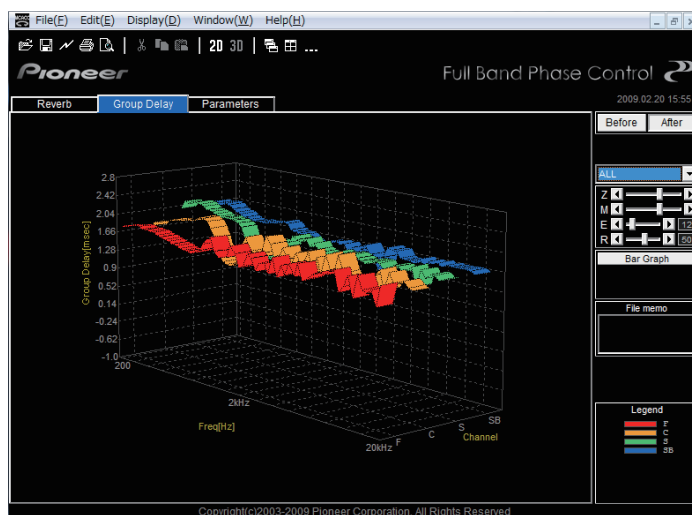 MCACC File(F) Edit(E) Display(D) Window(W) Help(H)
2D 3D ...
Pioneer Full Band Phase Control
2009.02.20 15:55
Reverb Group Delay Parameters
Before After
ALL
Z
M
E 12
R 50
Bar Graph
File memo
2.8
2.42
2.04
1.66
1.28
0.9
0.52
0.14
-0.24
-0.62
-1.0
Group Delay[msec]
200
2kHz
20kHz
Freq[Hz]
F
C
S
SB
Channel
Legend
F
C
S
SB
Copyright(c)2003-2009 Pioneer Corporation. All Rights Reserved